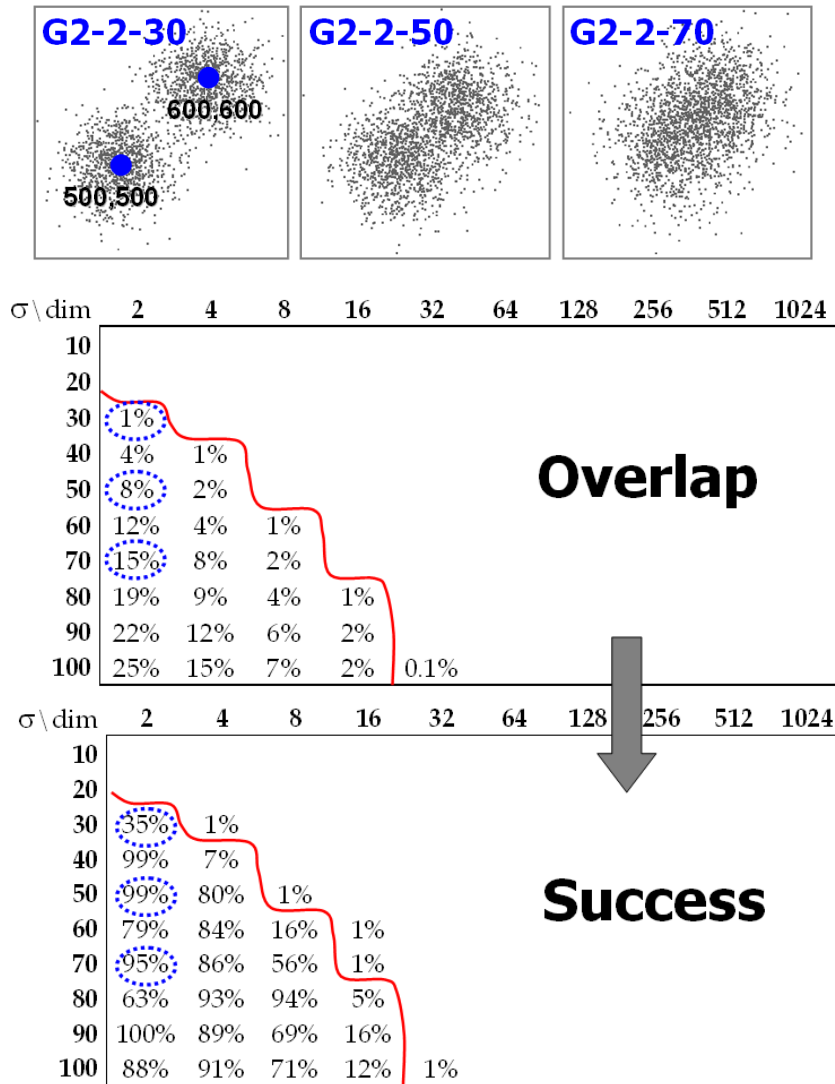 G2-2-30 G2-2-50 G2-2-70
600,600
500,500
σ\dim 2 4 8 16 32 64 128 256 512 1024
10
20
30 1%
40 4% 1%
50 8% 2%
60 12% 4% 1%
70 15% 8% 2%
80 19% 9% 4% 1%
90 22% 12% 6% 2%
100 25% 15% 7% 2% 0.1%
Overlap
σ\dim 2 4 8 16 32 64 128 256 512 1024
10
20
30 35% 1%
40 99% 7%
50 99% 80% 1%
60 79% 84% 16% 1%
70 95% 86% 56% 1%
80 63% 93% 94% 5%
90 100% 89% 69% 16%
100 88% 91% 71% 12% 1%
Success